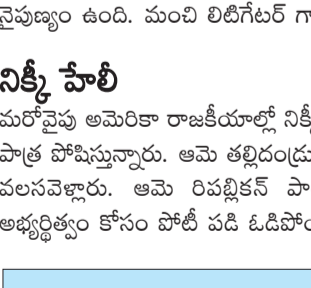 నైపుణ్యం ఉంది. మంచి లిటిగేటర్ గా
నిక్కీ హేలీ
మరోవైపు అమెరికా రాజకీయాల్లో నిక్కీ
పాత్ర పోషిస్తున్నారు. ఆమె తల్లిదండ్రు
వలసవెళ్లారు. ఆమె రిపబ్లికన్ పా
అభ్యర్థిత్వం కోసం పోటీ పడి ఓడిపో